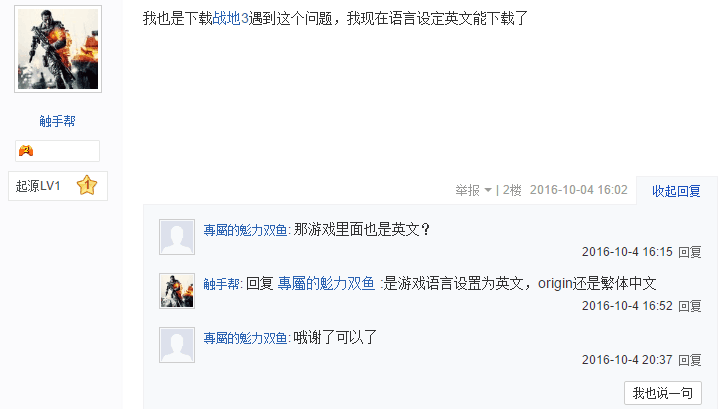 我也是下载战地3遇到这个问题，我现在语言设定英文能下载了
触手帮
2
起源LV1
1
举报 | 2楼 2016-10-04 16:02 收起回复
專屬的魁力双鱼: 那游戏里面也是英文？
2016-10-4 16:15 回复
触手帮: 回复 專屬的魁力双鱼 :是游戏语言设置为英文，origin还是繁体中文
2016-10-4 16:52 回复
專屬的魁力双鱼: 哦谢了可以了
2016-10-4 20:37 回复
我也说一句